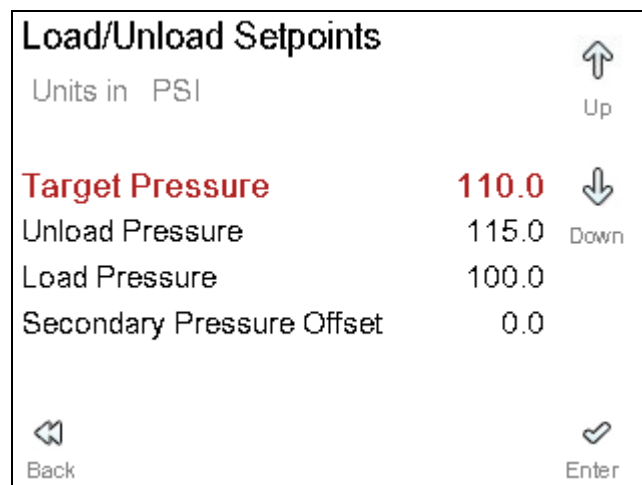 Load/Unload Setpoints
Units in PSI
Up
Target Pressure 110.0
Unload Pressure 115.0
Down
Load Pressure 100.0
Secondary Pressure Offset 0.0
Back
Enter